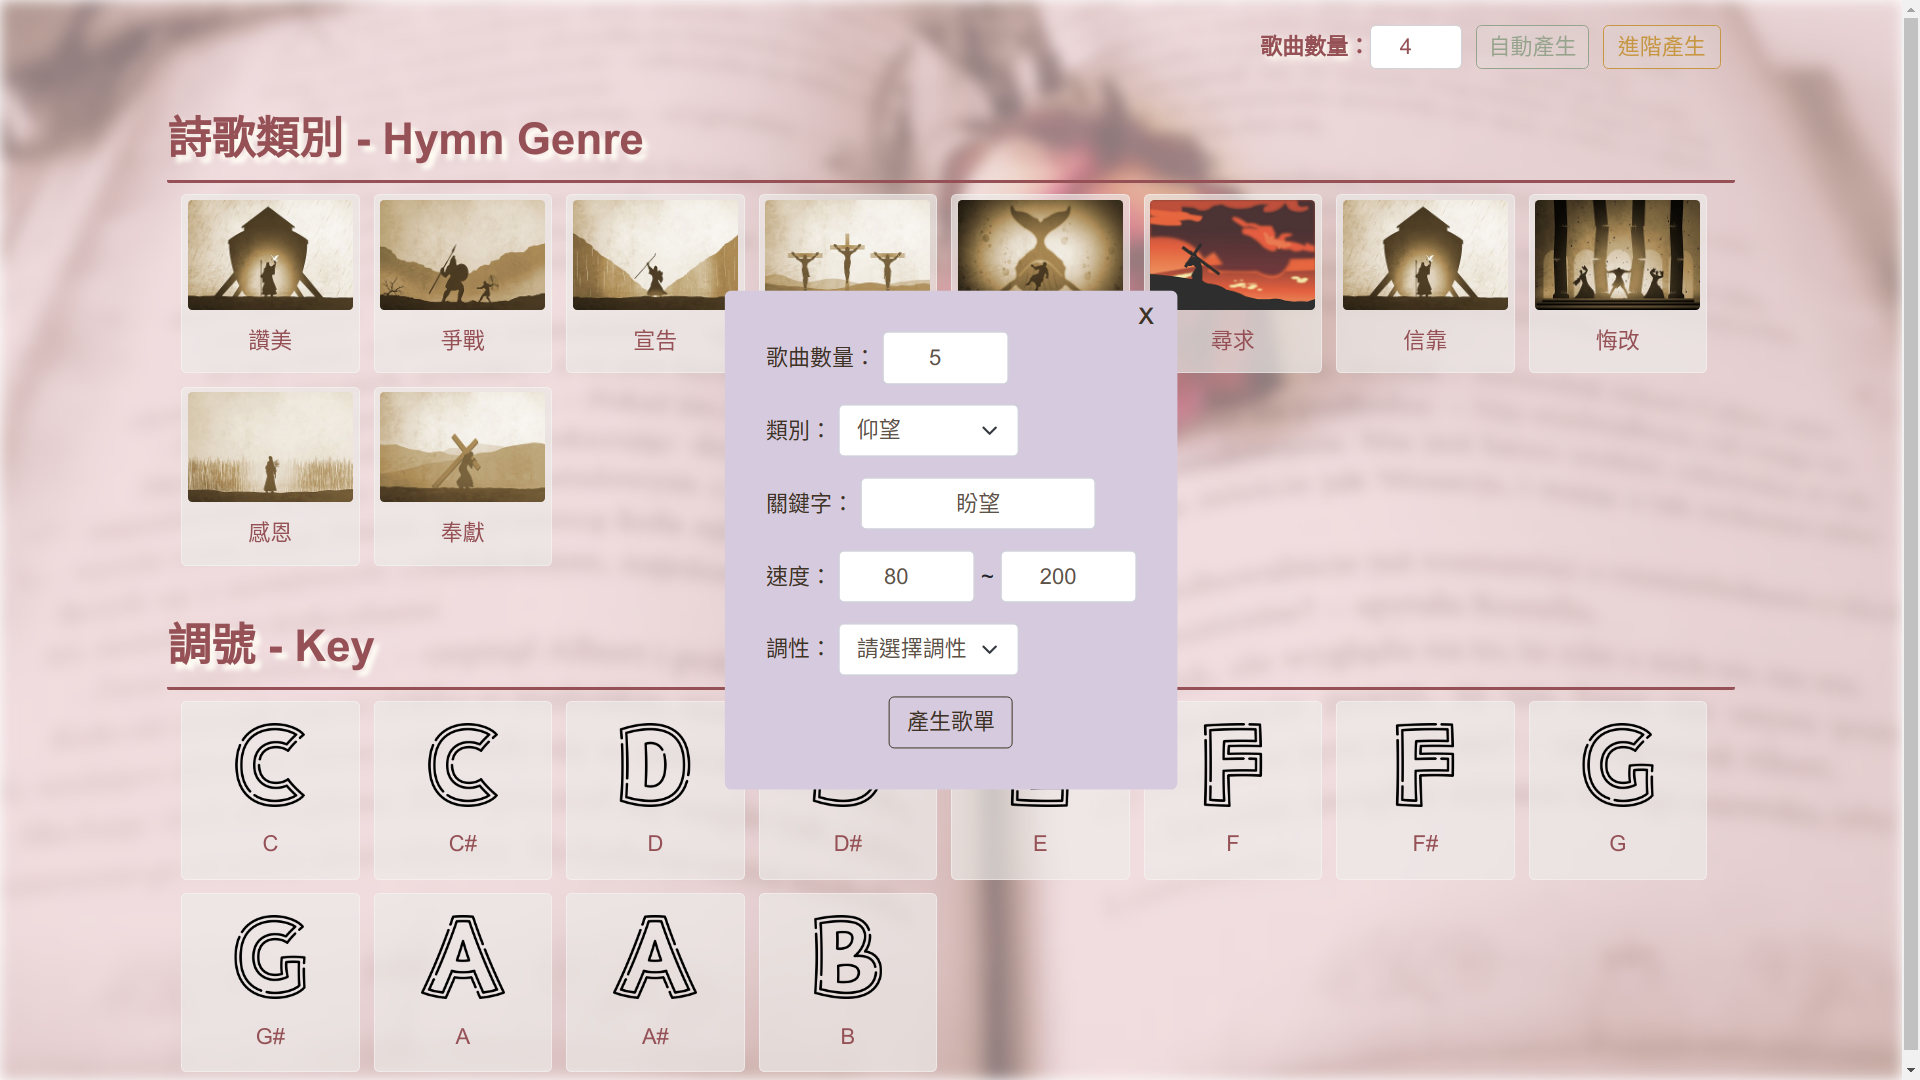 歌曲數量： 4 自動產生 進階產生
詩歌類別 - Hymn Genre
讚美 爭戰 宣告 尋求 信靠 悔改
感恩 奉獻
X
歌曲數量： 5
類別： 仰望
關鍵字： 盼望
速度： 80 ~ 200
調性： 請選擇調性
產生歌單
調號 - Key
C C D D E F F G
C C# D D# E F F# G
G A A B
G# A A# B